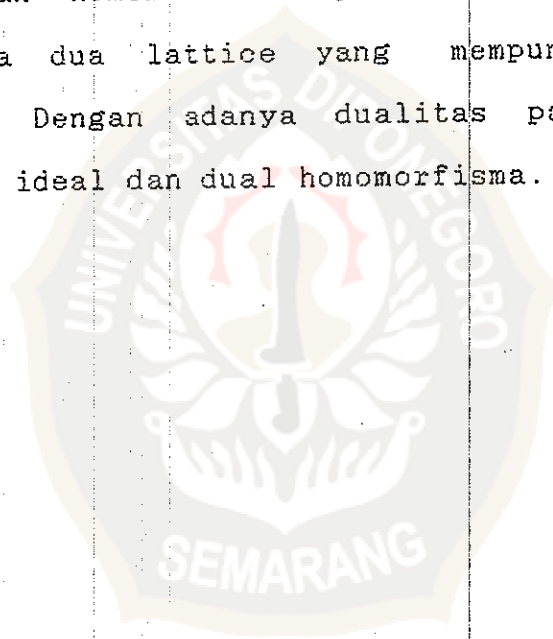 a dua lattice yang mempun
Dengan adanya dualitas pa
ideal dan dual homomorfisma.
UNIVERSITAS DIPONEGORO
SEMARANG